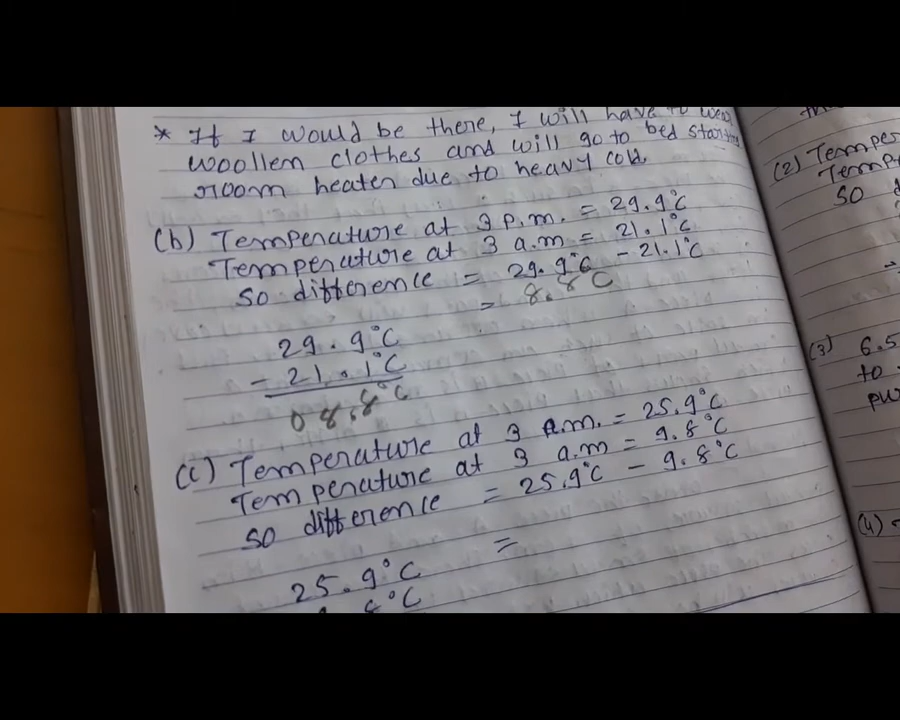 * If I would be there, I will have to wear
woollem clothes and will go to bed starting
room heater due to heavy cold.
(b) Temperature at 3 p.m. = 29.9°C
Temperature at 3 a.m = 21.1°C
so difference = 29.9°C - 21.1°C
= 8.8°C
29.9°C
- 21.1°C
08.8°C
(c) Temperature at 3 p.m. = 25.9°C
Temperature at 3 a.m = 9.8°C
so difference = 25.9°C - 9.8°C
=
25.9°C
8°C
(2) Temper
Temp
so
(3) 6.5
to
pu
(4)